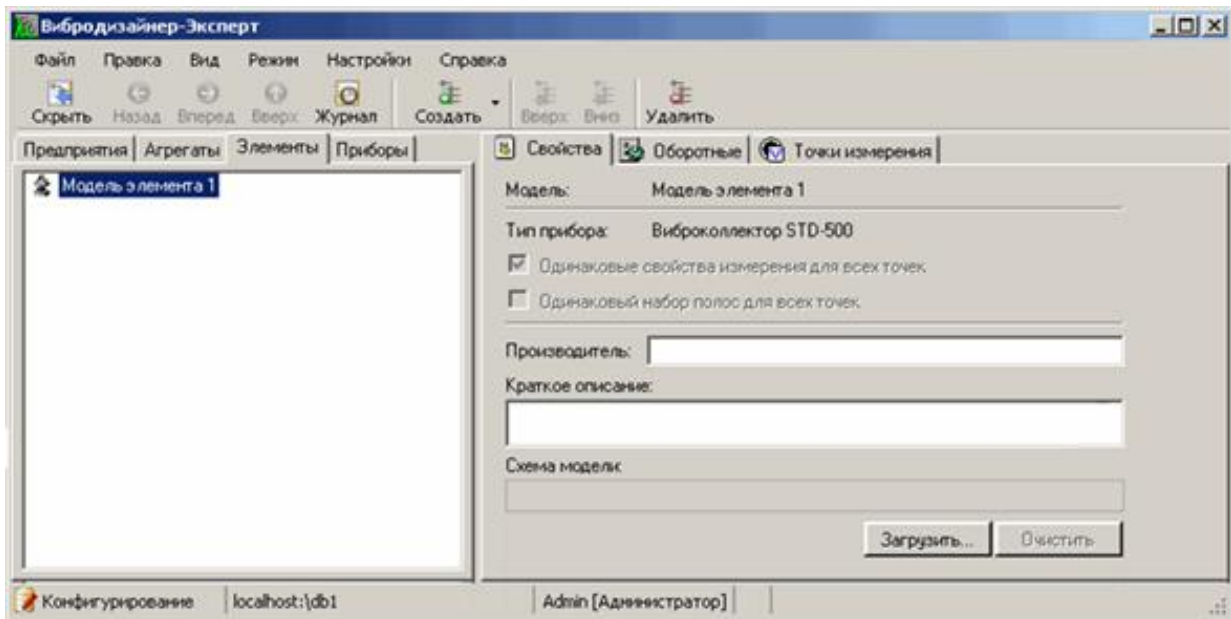 Вибродизайнер-Эксперт
Файл Правка Вид Режим Настройки Справка
Скрыть Назад Вперед Вверх Журнал Создать Вверх Вниз Удалить
Предприятия Агрегаты Элементы Приборы
Свойства Оборотные Точки измерения
Модель элемента 1
Модель: Модель элемента 1
Тип прибора: Виброколлектор STD-500
Одинаковые свойства измерения для всех точек
Одинаковый набор полос для всех точек
Производитель:
Краткое описание:
Схема модели:
Загрузить... Очистить
Конфигурирование localhost:\db1 Admin [Администратор]